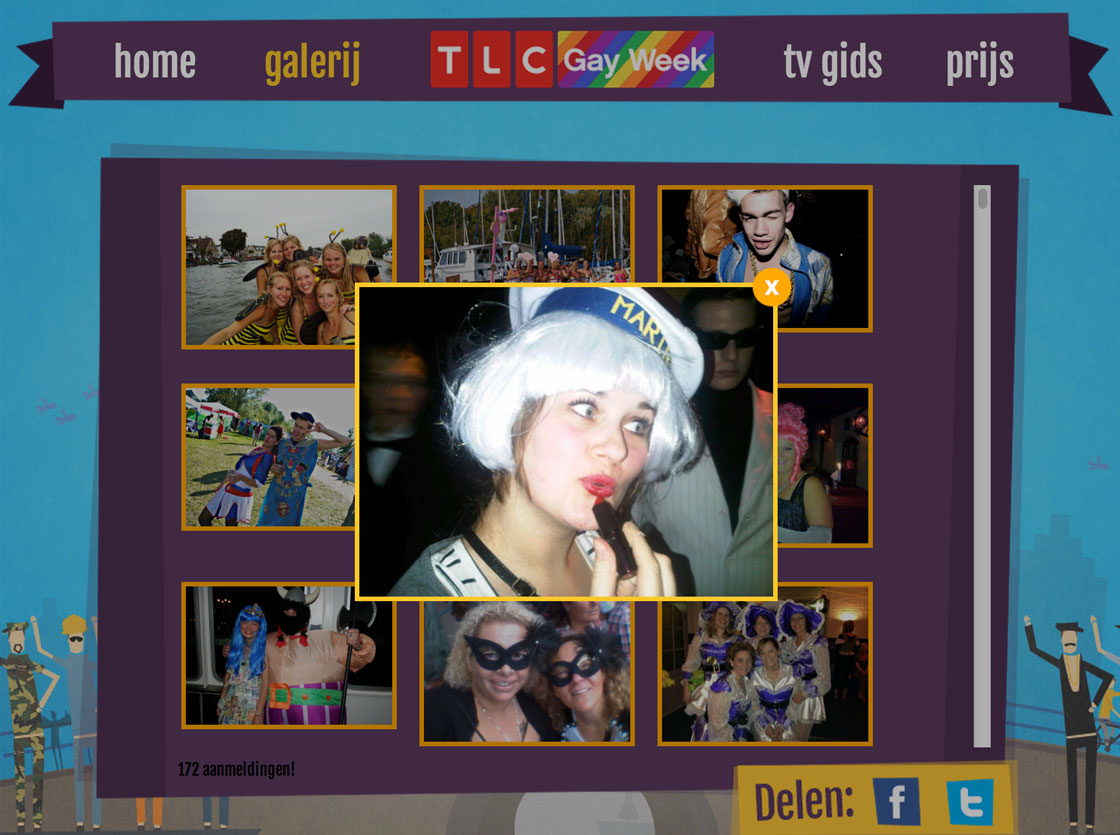 home galerij TLC Gay Week tv gids prijs
X
MARI
172 aanmeldingen!
Delen: f t